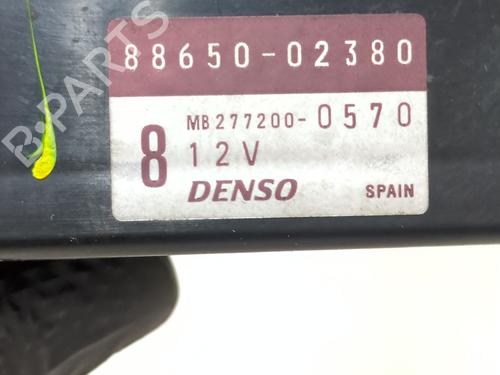 88650-02380
MB277200-0570
8 12V
DENSO SPAIN
B-PARTS